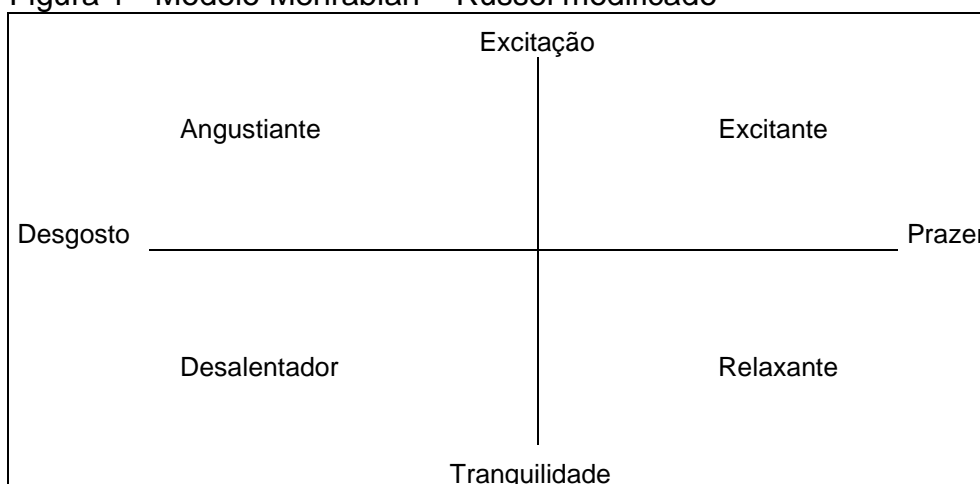 Figura 1 - Modelo Mehrabian – Russel modificado
Excitação
Angustiante Excitante
Desgosto Prazer
Desalentador Relaxante
Tranquilidade